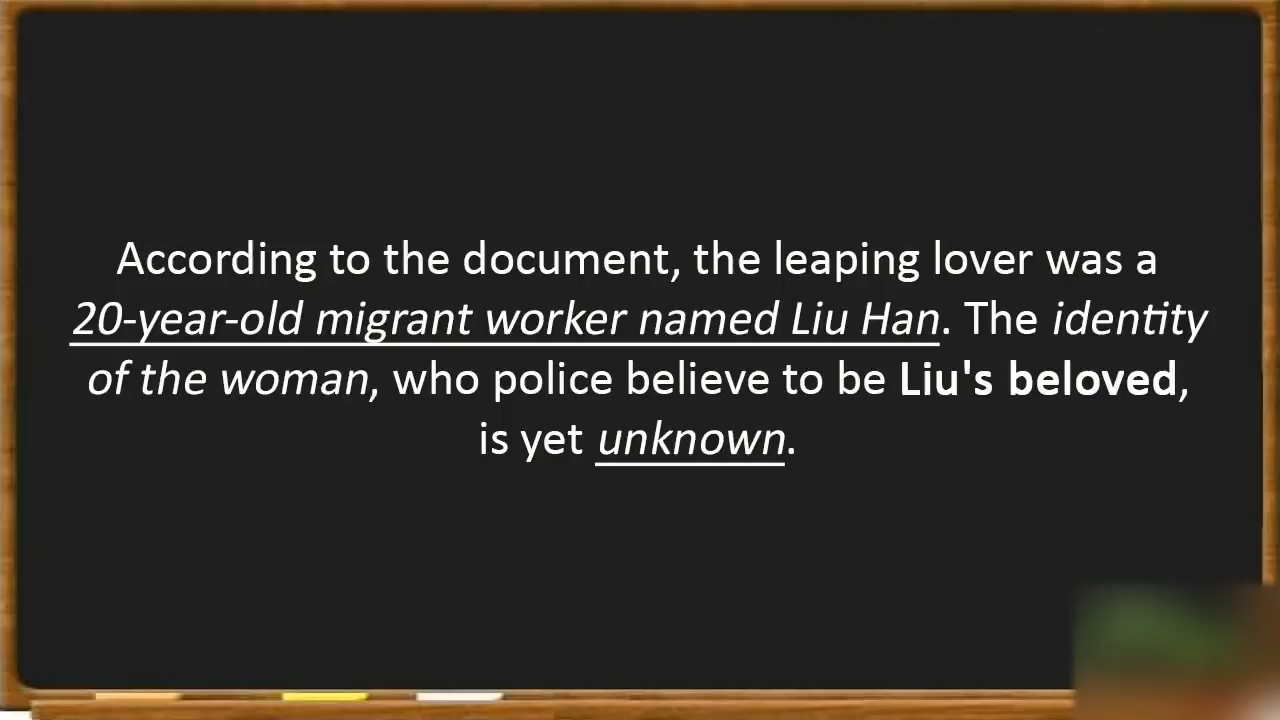 According to the document, the leaping lover was a
20-year-old migrant worker named Liu Han. The identity
of the woman, who police believe to be Liu's beloved,
is yet unknown.